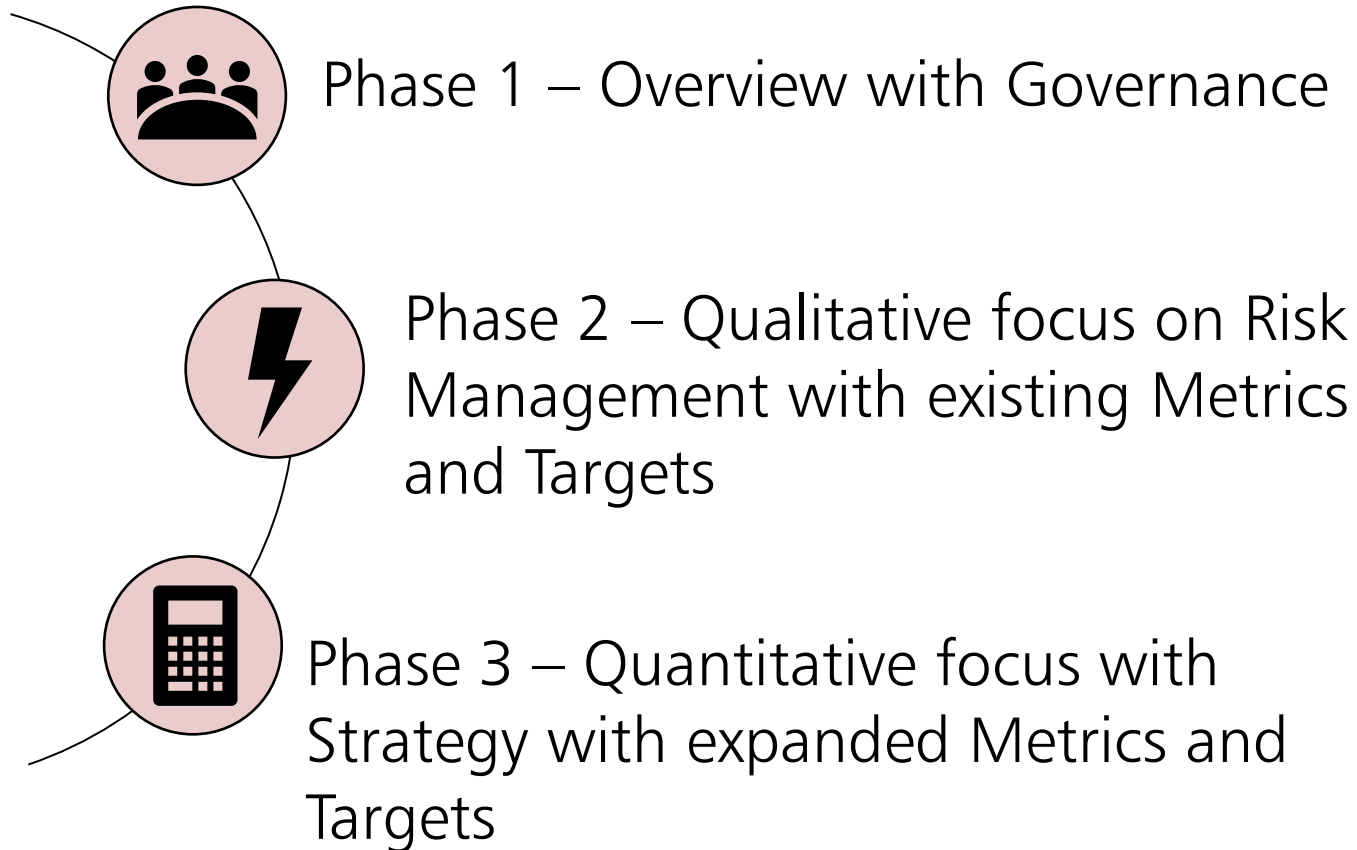 Phase 1 – Overview with Governance
Phase 2 – Qualitative focus on Risk
Management with existing Metrics
and Targets
Phase 3 – Quantitative focus with
Strategy with expanded Metrics and
Targets